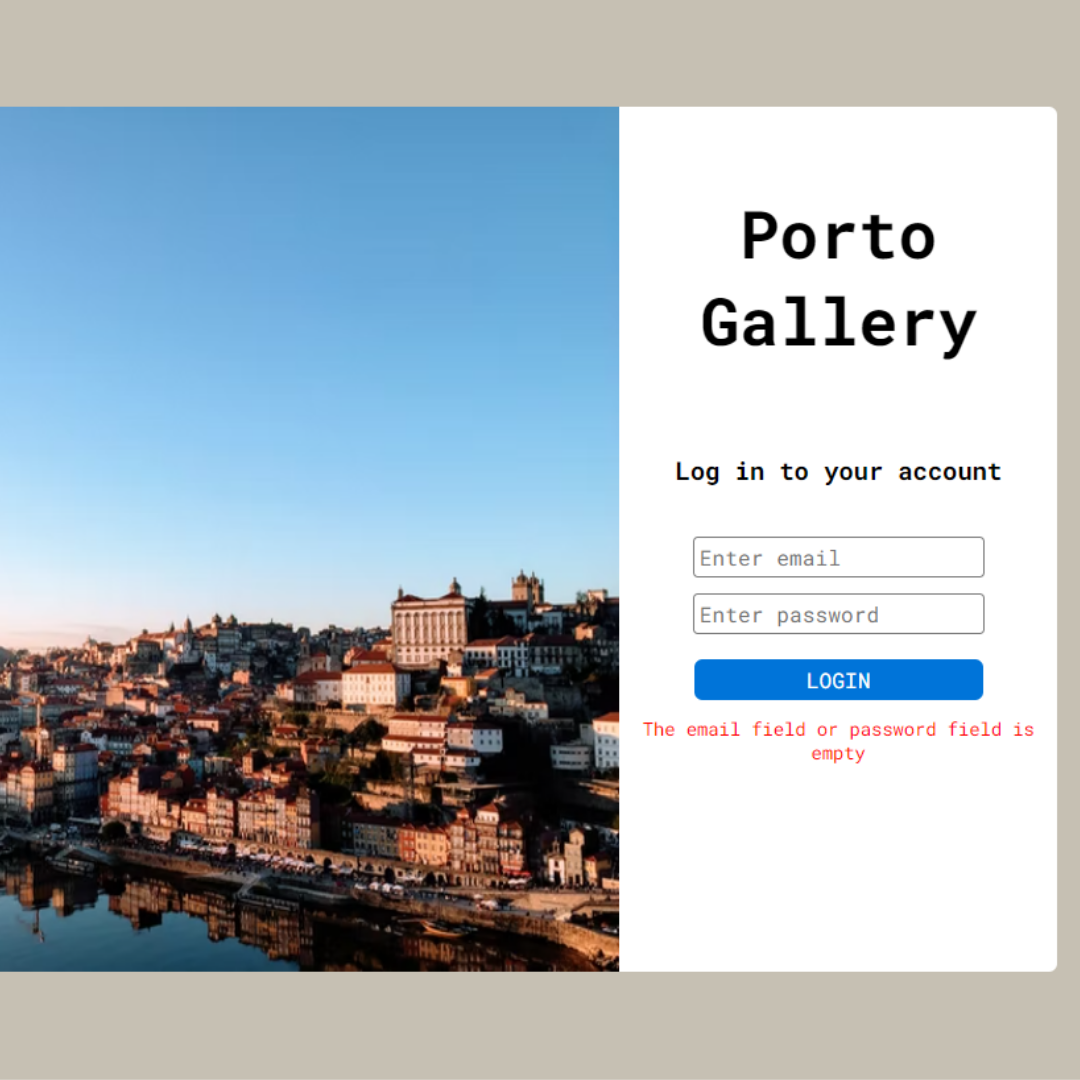 Porto
Gallery
Log in to your account
Enter email
Enter password
LOGIN
The email field or password field is
empty